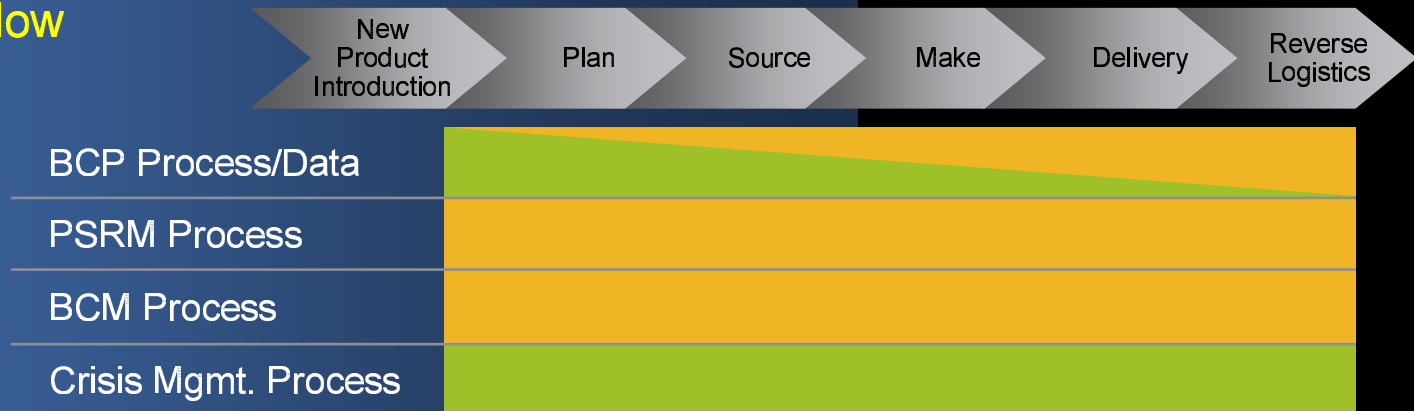 New
Product
Introduction
Plan
Source
Make
Delivery
Reverse
Logistics
BCP Process/Data
PSRM Process
BCM Process
Crisis Mgmt. Process